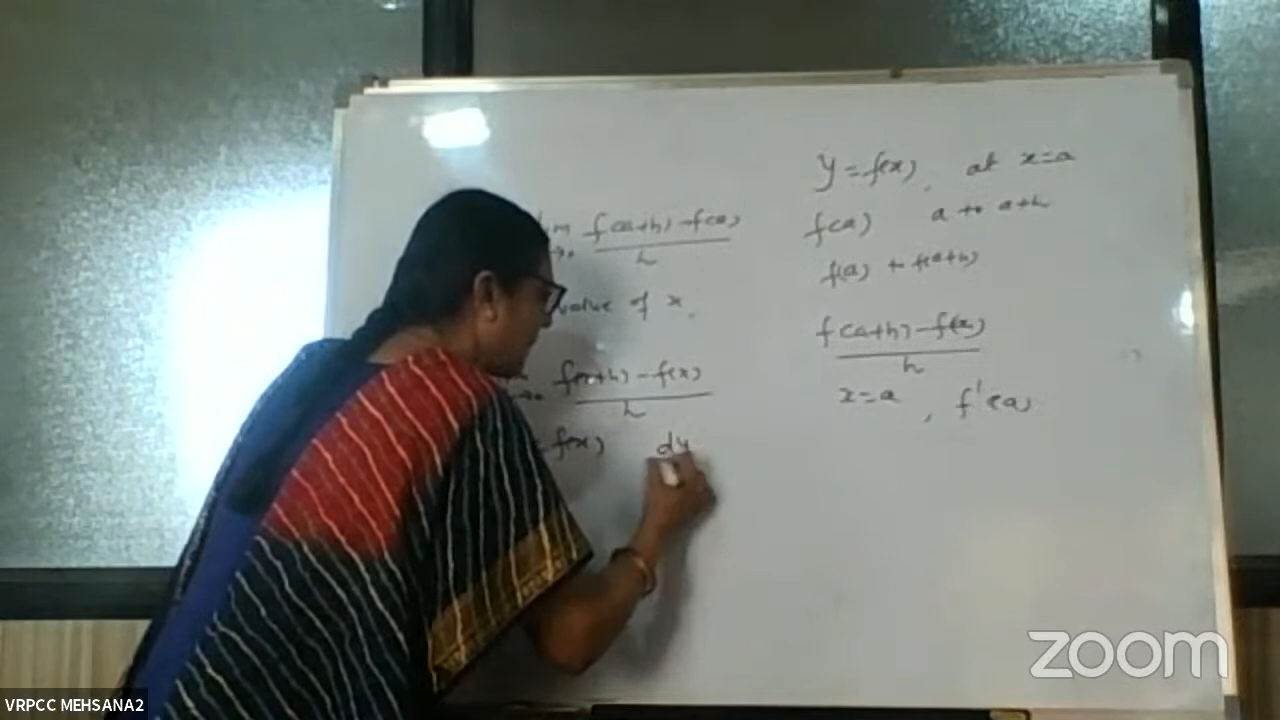 lim f(a+h) - f(a)
h
value of x.
f(x+h) - f(x)
h
= f(x) dy
y = f(x), at x=a
f(a) a to a+h
f(a) to f(a+h)
f(a+h) - f(x)
h
x=a, f'(a)
zoom
VRPCC MEHSANA2